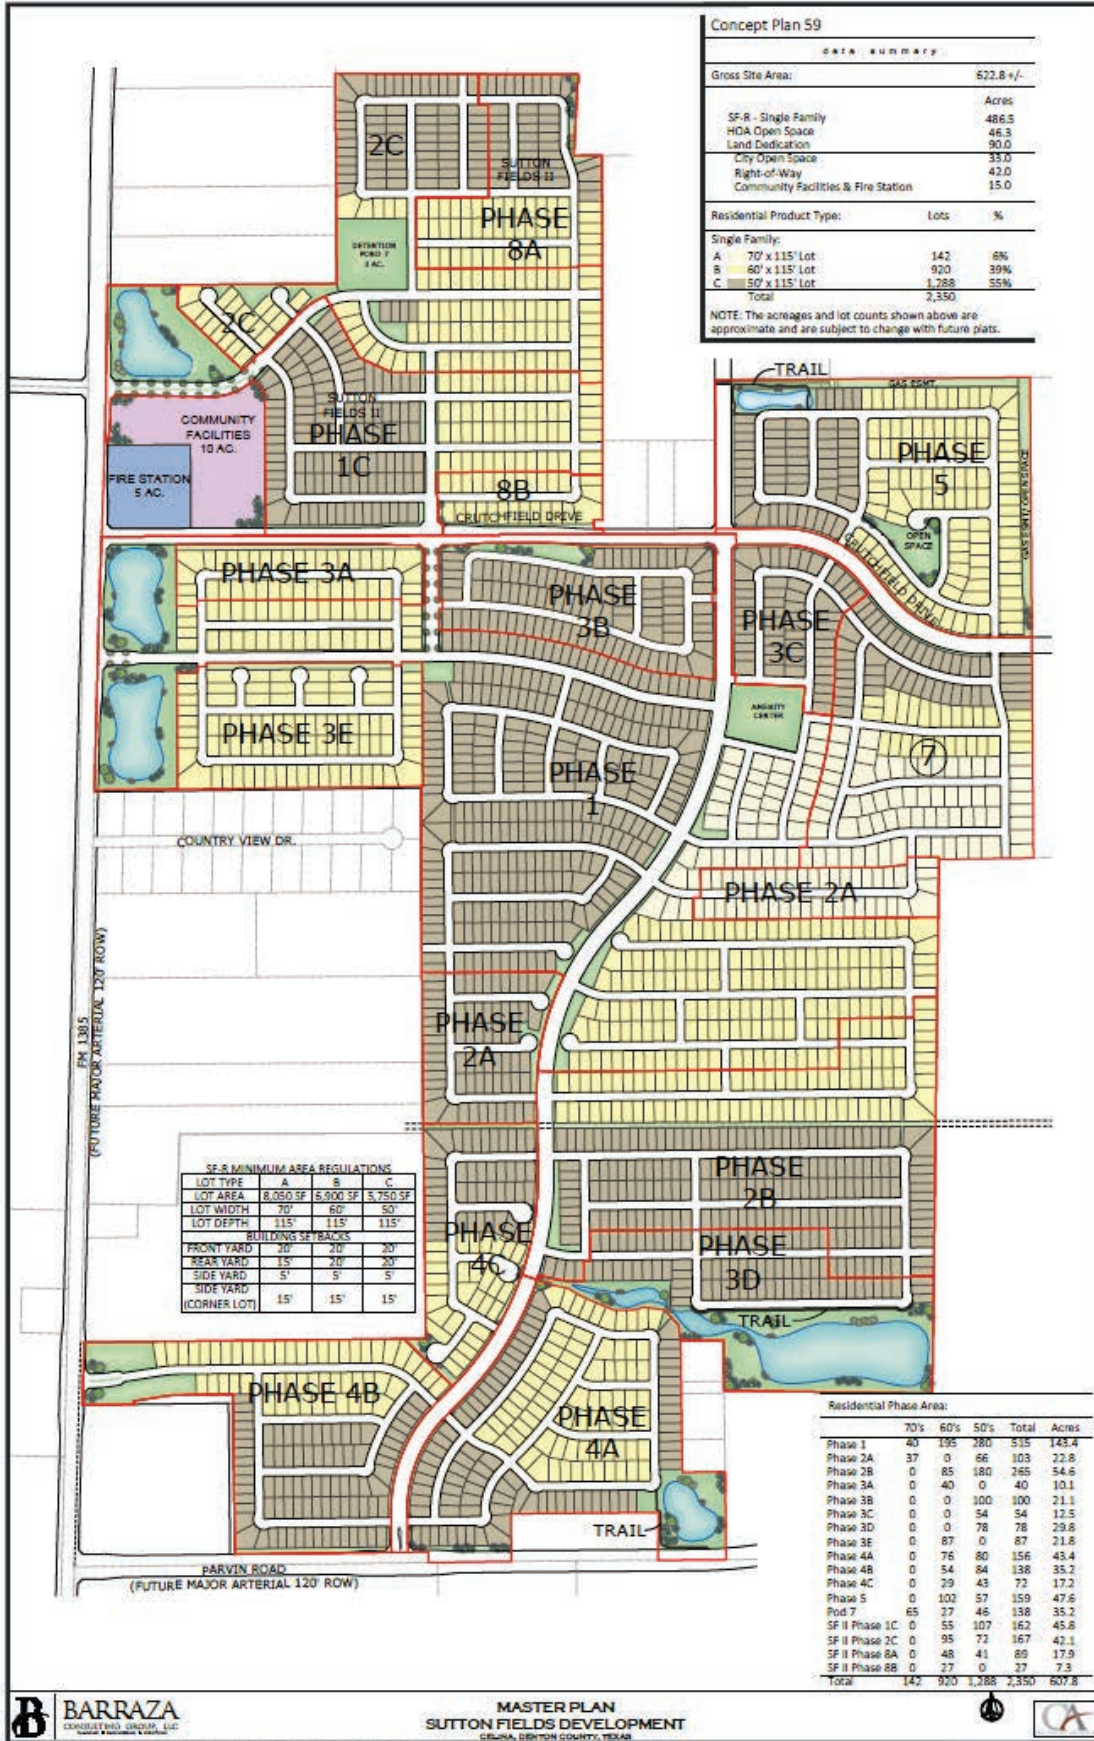 Concept Plan 59
data summary
Gross Site Area: 622.8 +/-
Acres
SF-R - Single Family 486.5
HOA Open Space 46.3
Land Dedication 90.0
City Open Space 33.0
Right-of-Way 42.0
Community Facilities & Fire Station 15.0
Residential Product Type: Lots %
Single Family:
A 70' x 115' Lot 142 6%
B 60' x 115' Lot 920 39%
C 50' x 115' Lot 1,288 55%
Total 2,350
NOTE: The acreages and lot counts shown above are
approximate and are subject to change with future plats.
2C
SUTTON
FIELDS II
PHASE
8A
DETENTION
POND 7
2C
SUTTON
FIELDS II
PHASE
1C
COMMUNITY
FACILITIES
10 AC.
FIRE STATION
5 AC.
8B
CRUTCHFIELD DRIVE
TRAIL
GAS ESMT
PHASE
5
OPEN
SPACE
GAS ESMT/ OPEN SPACE
CRUTCHFIELD DRIVE
PHASE 3A
PHASE
3B
PHASE
3C
AMENITY
CENTER
PHASE 3E
7
PHASE
1
COUNTRY VIEW DR.
PHASE 2A
FM 1385
(FUTURE MAJOR ARTERIAL 120' ROW)
PHASE
2A
PHASE
2B
SF-R MINIMUM AREA REGULATIONS
LOT TYPE A B C
LOT AREA 8,050 SF 6,900 SF 5,750 SF
LOT WIDTH 70' 60' 50'
LOT DEPTH 115' 115' 115'
BUILDING SETBACKS
FRONT YARD 20' 20' 20'
REAR YARD 15' 20' 20'
SIDE YARD 5' 5' 5'
SIDE YARD
(CORNER LOT) 15' 15' 15'
PHASE
4C
PHASE
3D
TRAIL
PHASE 4B
PHASE
4A
TRAIL
PARVIN ROAD
(FUTURE MAJOR ARTERIAL 120' ROW)
Residential Phase Area:
70's 60's 50's Total Acres
Phase 1 40 195 280 515 143.4
Phase 2A 37 0 66 103 22.8
Phase 2B 0 85 180 265 54.6
Phase 3A 0 40 0 40 10.1
Phase 3B 0 0 100 100 21.1
Phase 3C 0 0 54 54 12.5
Phase 3D 0 0 78 78 29.8
Phase 3E 0 87 0 87 21.8
Phase 4A 0 76 80 156 43.4
Phase 4B 0 54 84 138 35.2
Phase 4C 0 29 43 72 17.2
Phase 5 0 102 57 159 47.6
Pod 7 65 27 46 138 35.2
SF II Phase 1C 0 55 107 162 45.8
SF II Phase 2C 0 95 72 167 42.1
SF II Phase 8A 0 48 41 89 17.9
SF II Phase 8B 0 27 0 27 7.3
Total 142 920 1,288 2,350 607.8
B
BARRAZA
CONSULTING GROUP, LLC
MASTER PLAN
SUTTON FIELDS DEVELOPMENT
CELINA, DENTON COUNTY, TEXAS
CA